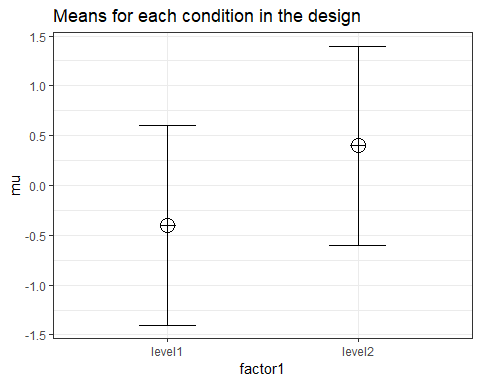 Means for each condition in the design
1.5
1.0
0.5
0.0
-0.5
-1.0
-1.5
mu
level1 level2
factor1